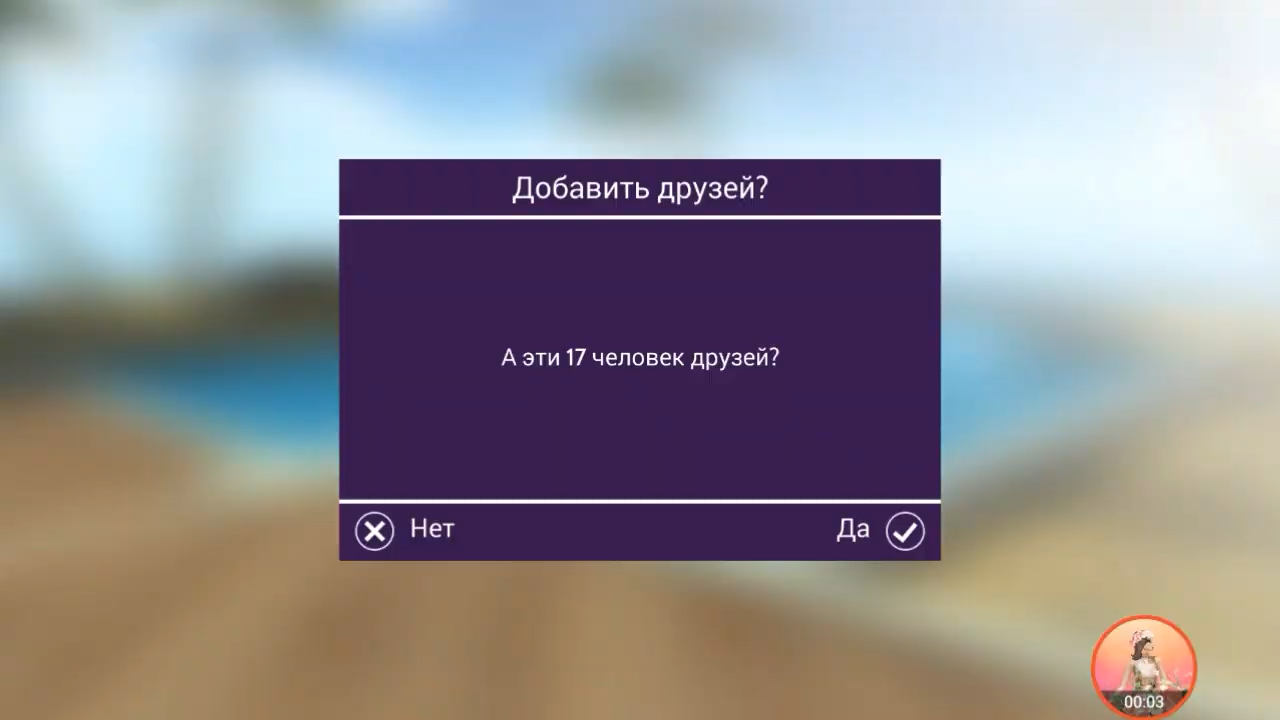 Добавить друзей?
А эти 17 человек друзей?
Нет
Да
00:03